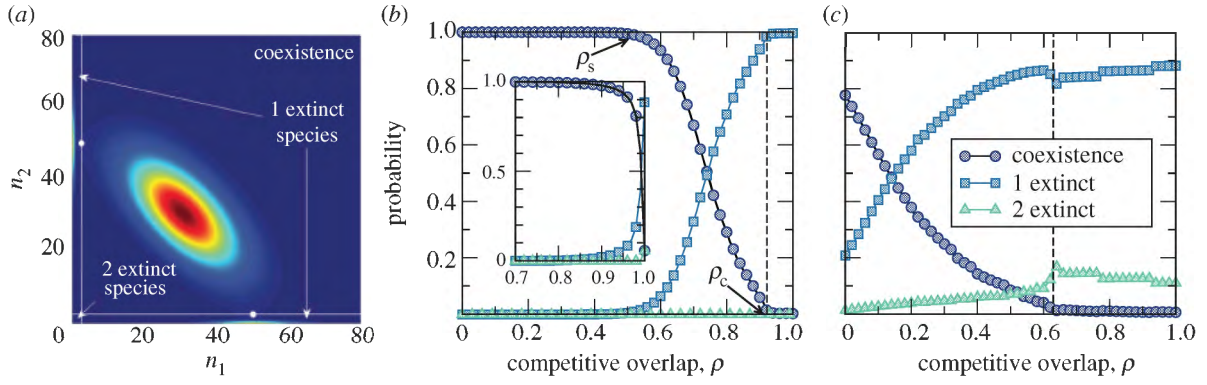 (a)
80
60
40
20
0
n2
coexistence
1 extinct
species
2 extinct
species
20
40
60
80
n1
(b)
1.0
0.8
0.6
0.4
0.2
probability
ρs
1.0
0.5
0
0.7
0.8
0.9
1.0
ρc
0
0.2
0.4
0.6
0.8
1.0
competitive overlap, ρ
(c)
coexistence
1 extinct
2 extinct
0
0.2
0.4
0.6
0.8
1.0
competitive overlap, ρ